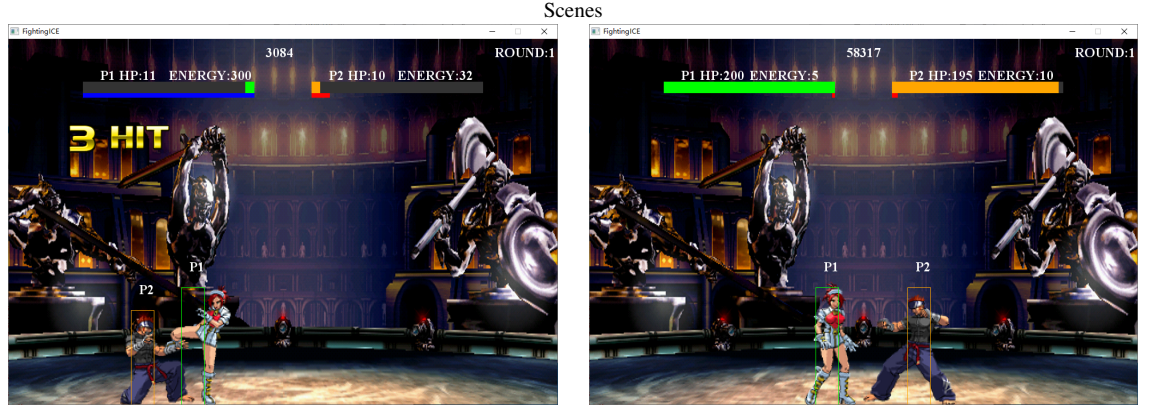 Scenes
FightingICE
3084
ROUND:1
P1 HP:11 ENERGY:300
P2 HP:10 ENERGY:32
3 HIT
P1
P2
FightingICE
58317
ROUND:1
P1 HP:200 ENERGY:5
P2 HP:195 ENERGY:10
P1
P2